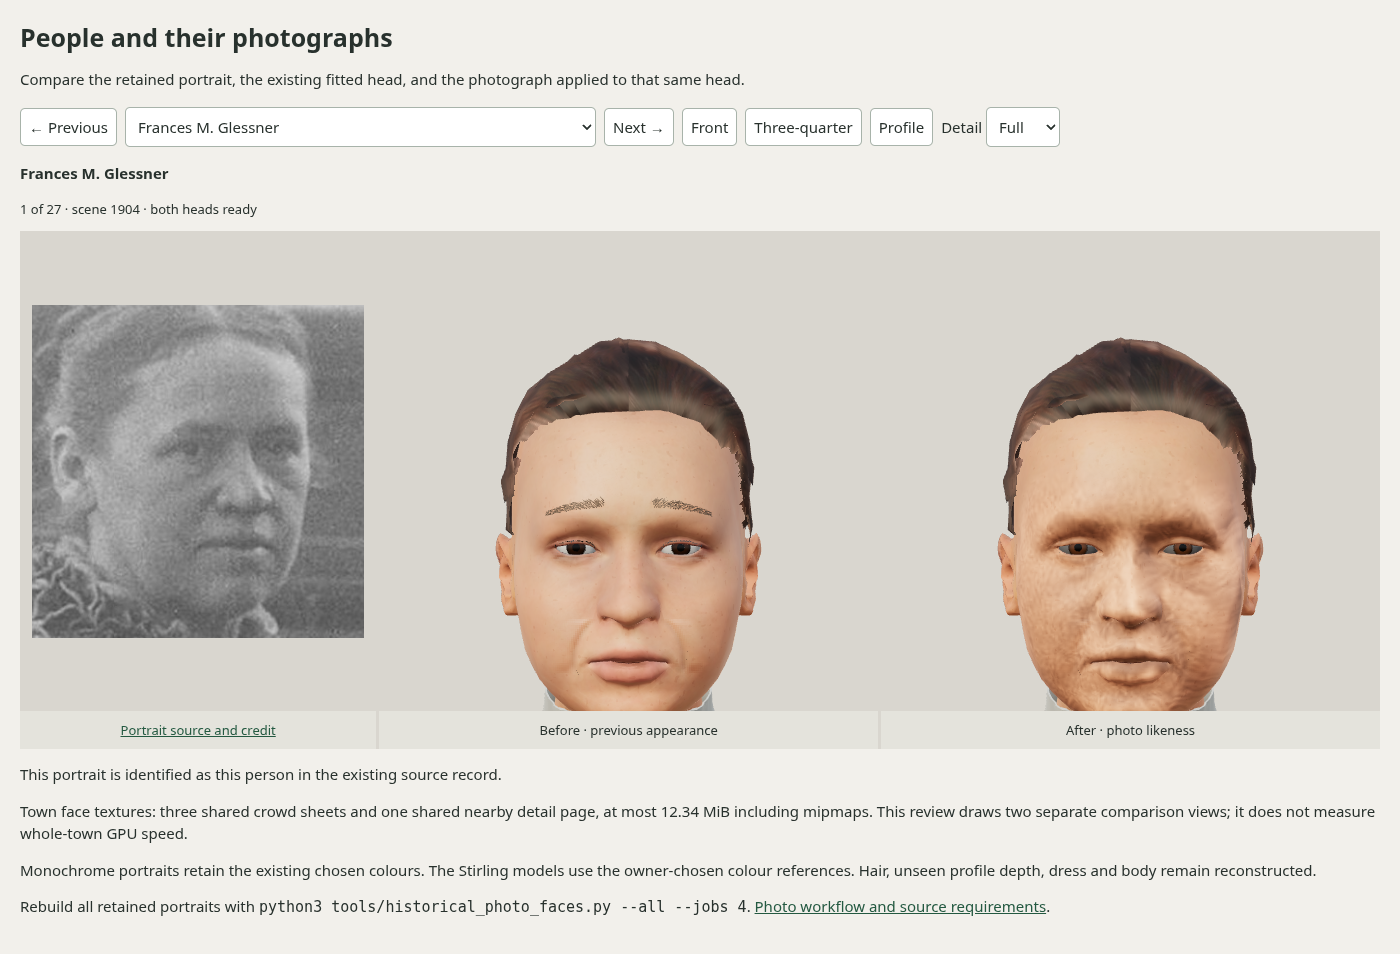 People and their photographs
Compare the retained portrait, the existing fitted head, and the photograph applied to that same head.
← Previous
Frances M. Glessner
Next →
Front
Three-quarter
Profile
Detail
Full
Frances M. Glessner
1 of 27 · scene 1904 · both heads ready
Portrait source and credit
Before · previous appearance
After · photo likeness
This portrait is identified as this person in the existing source record.
Town face textures: three shared crowd sheets and one shared nearby detail page, at most 12.34 MiB including mipmaps. This review draws two separate comparison views; it does not measure
whole-town GPU speed.
Monochrome portraits retain the existing chosen colours. The Stirling models use the owner-chosen colour references. Hair, unseen profile depth, dress and body remain reconstructed.
Rebuild all retained portraits with python3 tools/historical_photo_faces.py --all --jobs 4. Photo workflow and source requirements.